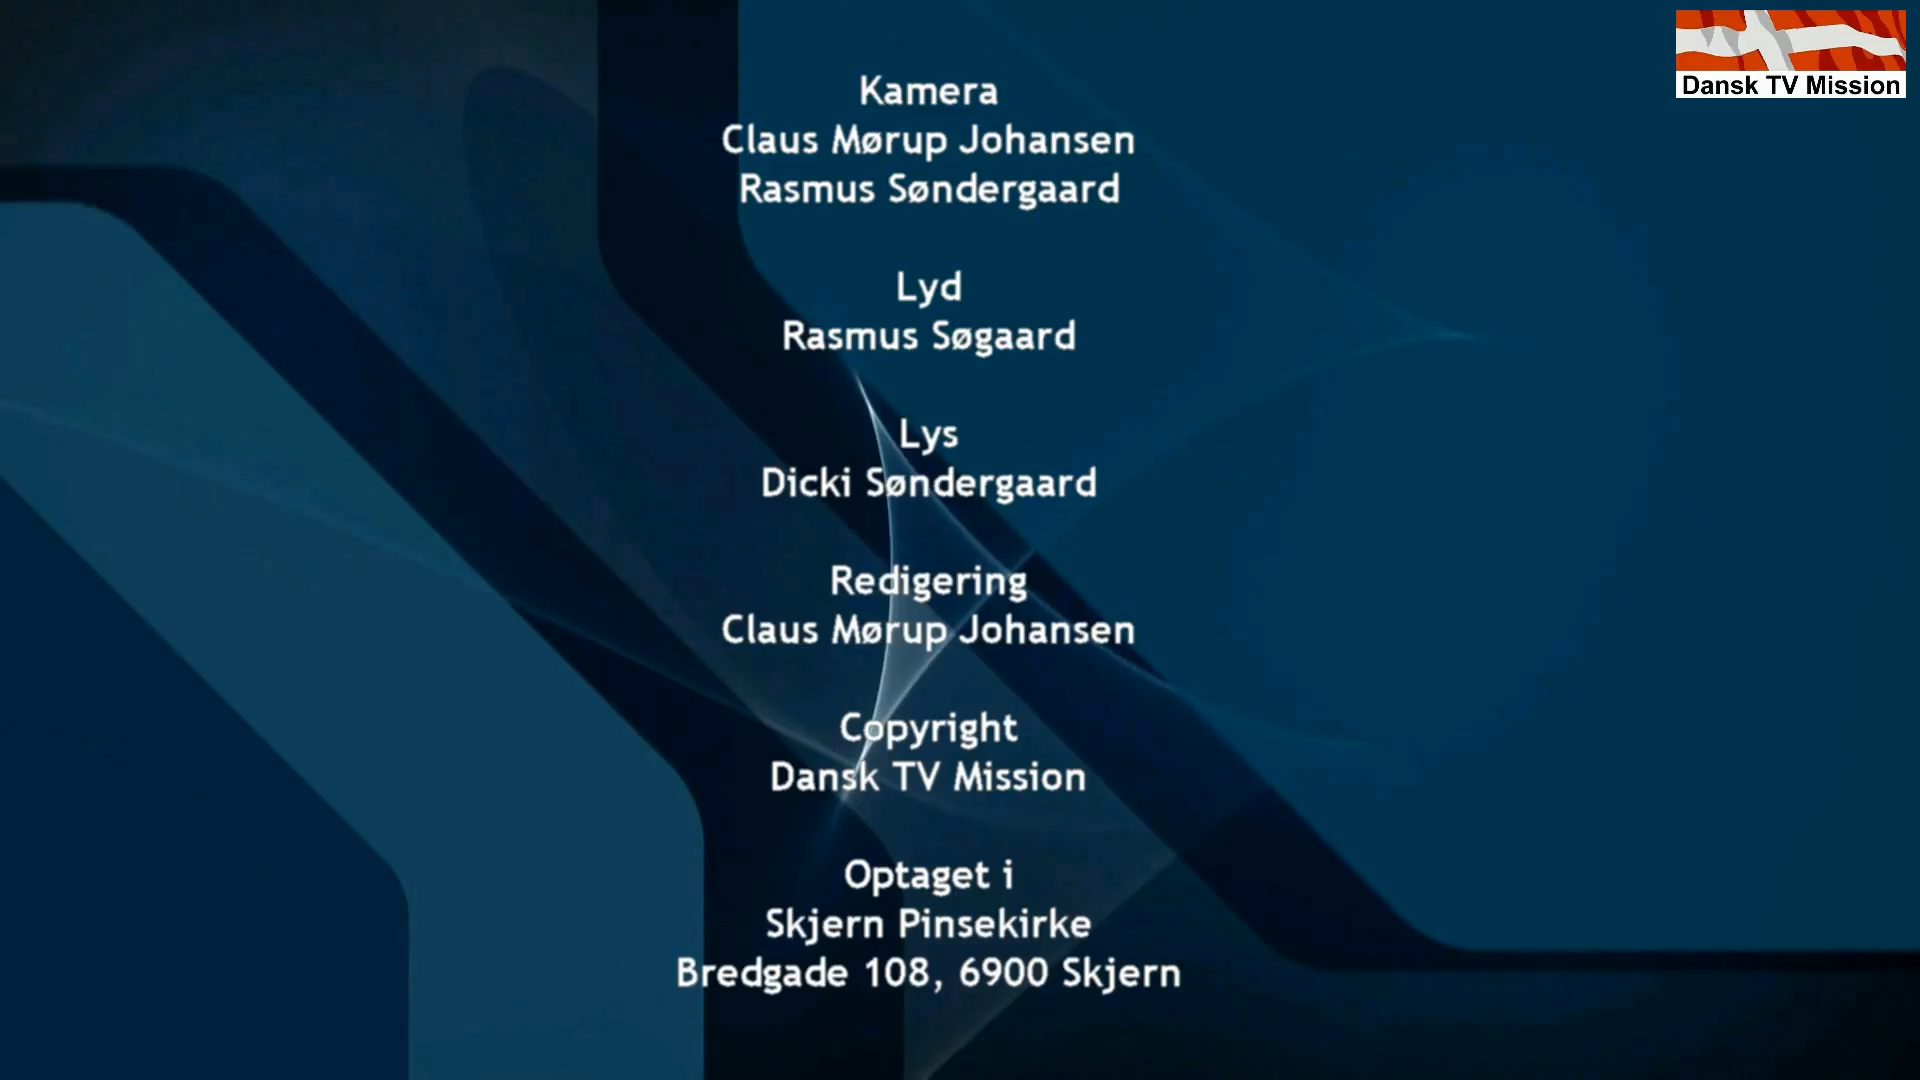 Dansk TV Mission
Kamera
Claus Mørup Johansen
Rasmus Søndergaard
Lyd
Rasmus Søgaard
Lys
Dicki Søndergaard
Redigering
Claus Mørup Johansen
Copyright
Dansk TV Mission
Optaget i
Skjern Pinsekirke
Bredgade 108, 6900 Skjern